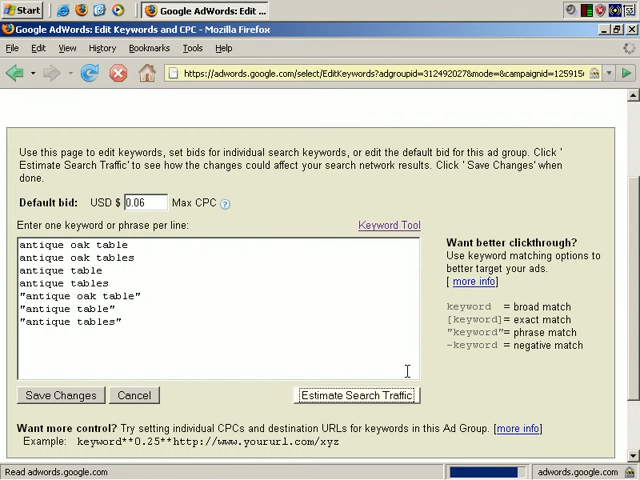 Start
Google AdWords: Edit ...
Google AdWords: Edit Keywords and CPC - Mozilla Firefox
File Edit View History Bookmarks Tools Help
https://adwords.google.com/select/EditKeywords?adgroupid=312492027&mode=&campaignid=125915
Use this page to edit keywords, set bids for individual search keywords, or edit the default bid for this ad group. Click '
Estimate Search Traffic' to see how the changes could affect your search network results. Click 'Save Changes' when
done.
Default bid: USD $ 0.06 Max CPC ?
Enter one keyword or phrase per line: Keyword Tool
antique oak table
antique oak tables
antique table
antique tables
"antique oak table"
"antique table"
"antique tables"
Want better clickthrough?
Use keyword matching options to
better target your ads.
[ more info]
keyword = broad match
[keyword] = exact match
"keyword" = phrase match
-keyword = negative match
Save Changes Cancel Estimate Search Traffic
Want more control? Try setting individual CPCs and destination URLs for keywords in this Ad Group. [more info]
Example: keyword**0.25**http://www.yoururl.com/xyz
Read adwords.google.com adwords.google.com